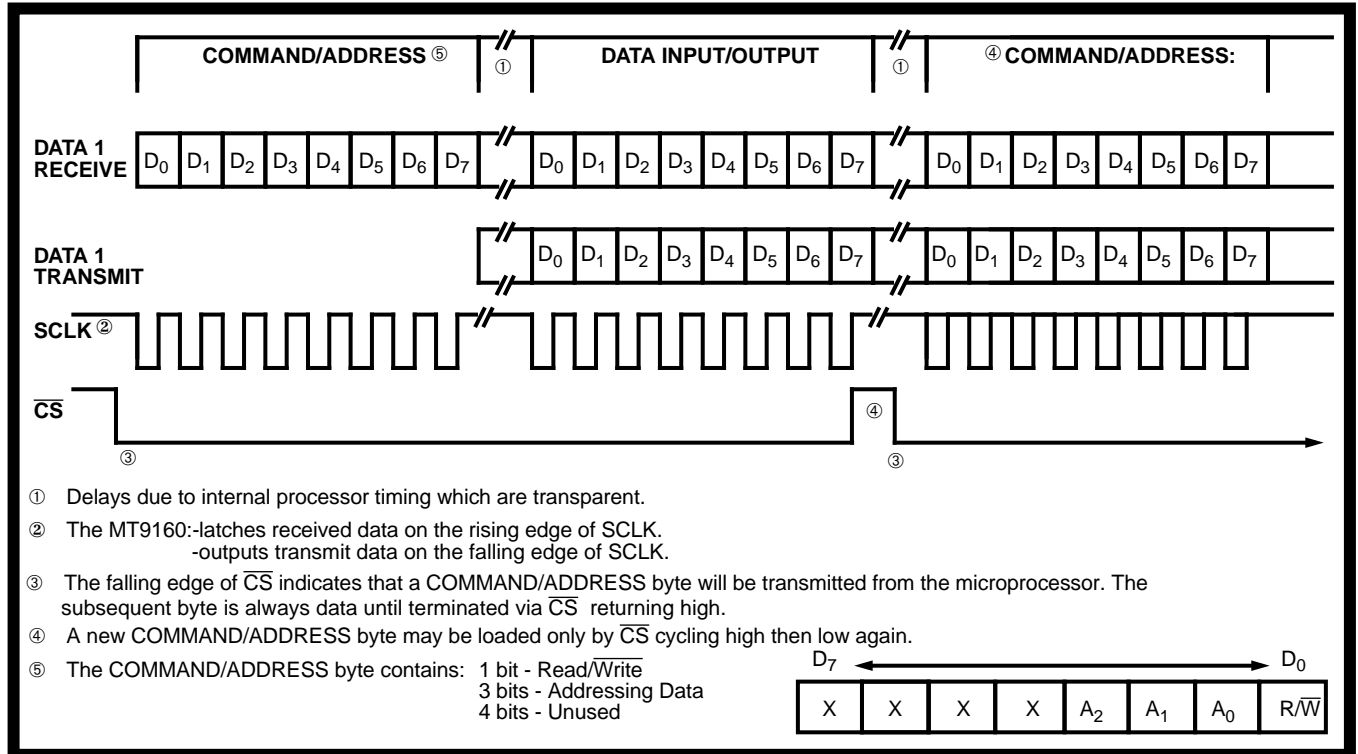 COMMAND/ADDRESS ⑤ ① DATA INPUT/OUTPUT ① ④ COMMAND/ADDRESS:
DATA 1
RECEIVE
D0 D1 D2 D3 D4 D5 D6 D7 D0 D1 D2 D3 D4 D5 D6 D7 D0 D1 D2 D3 D4 D5 D6 D7
DATA 1
TRANSMIT
D0 D1 D2 D3 D4 D5 D6 D7 D0 D1 D2 D3 D4 D5 D6 D7
SCLK ②
CS ④
③ ③
① Delays due to internal processor timing which are transparent.
② The MT9160:-latches received data on the rising edge of SCLK.
-outputs transmit data on the falling edge of SCLK.
③ The falling edge of CS indicates that a COMMAND/ADDRESS byte will be transmitted from the microprocessor. The
subsequent byte is always data until terminated via CS returning high.
④ A new COMMAND/ADDRESS byte may be loaded only by CS cycling high then low again.
⑤ The COMMAND/ADDRESS byte contains: 1 bit - Read/Write
3 bits - Addressing Data
4 bits - Unused
D7 D0
X X X X A2 A1 A0 R/W